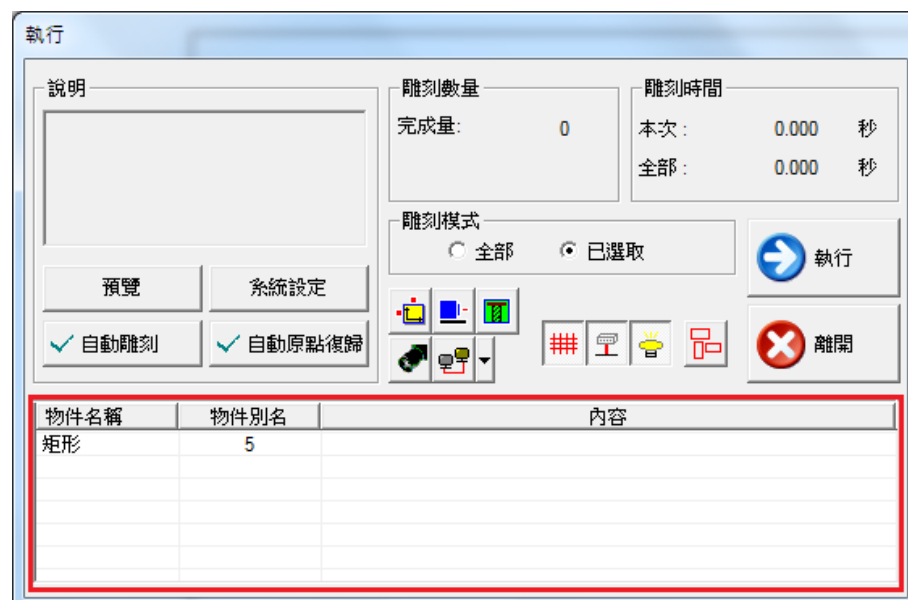 執行
說明
雕刻數量
完成量: 0
雕刻時間
本次 : 0.000 秒
全部 : 0.000 秒
雕刻模式
全部 已選取
執行
預覽 系統設定
自動雕刻 自動原點復歸
離開
物件名稱 物件別名 內容
矩形 5